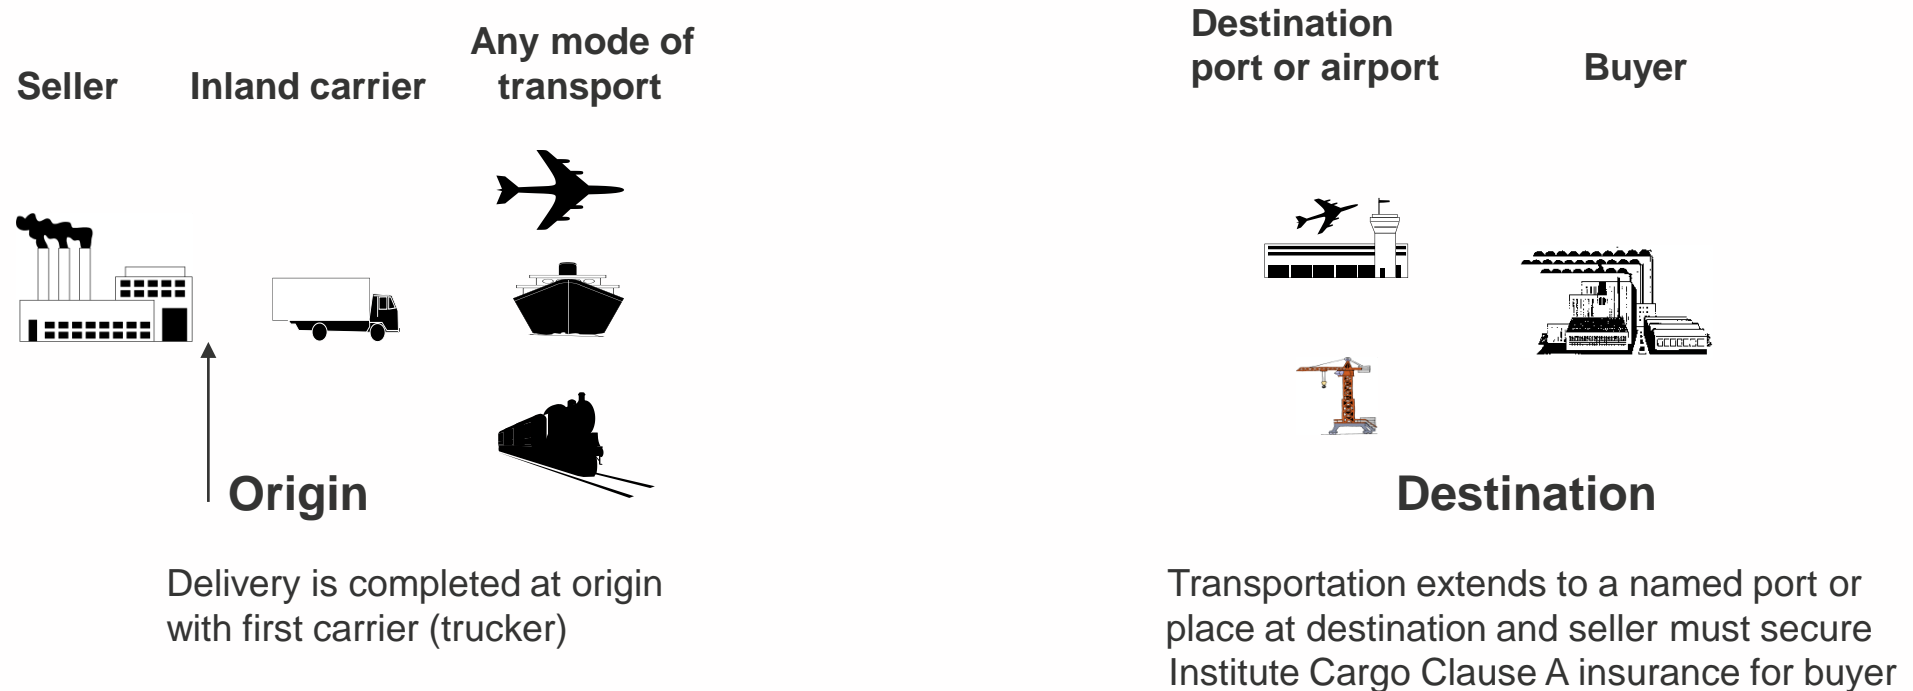 Seller
Inland carrier
Any mode of
transport
Destination
port or airport
Buyer
Origin
Destination
Delivery is completed at origin
with first carrier (trucker)
Transportation extends to a named port or
place at destination and seller must secure
Institute Cargo Clause A insurance for buyer